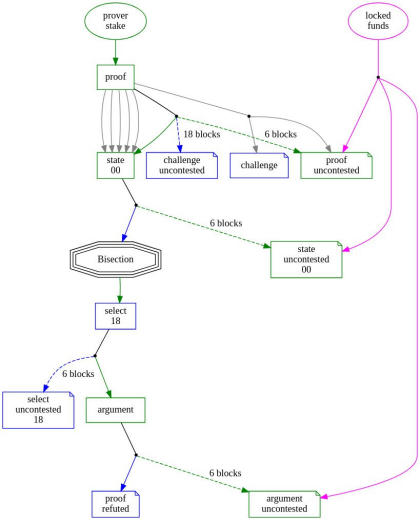 prover
stake
locked
funds
proof
18 blocks
6 blocks
state
00
challenge
uncontested
challenge
proof
uncontested
6 blocks
state
uncontested
00
Bisection
select
18
6 blocks
select
uncontested
18
argument
6 blocks
proof
refuted
argument
uncontested